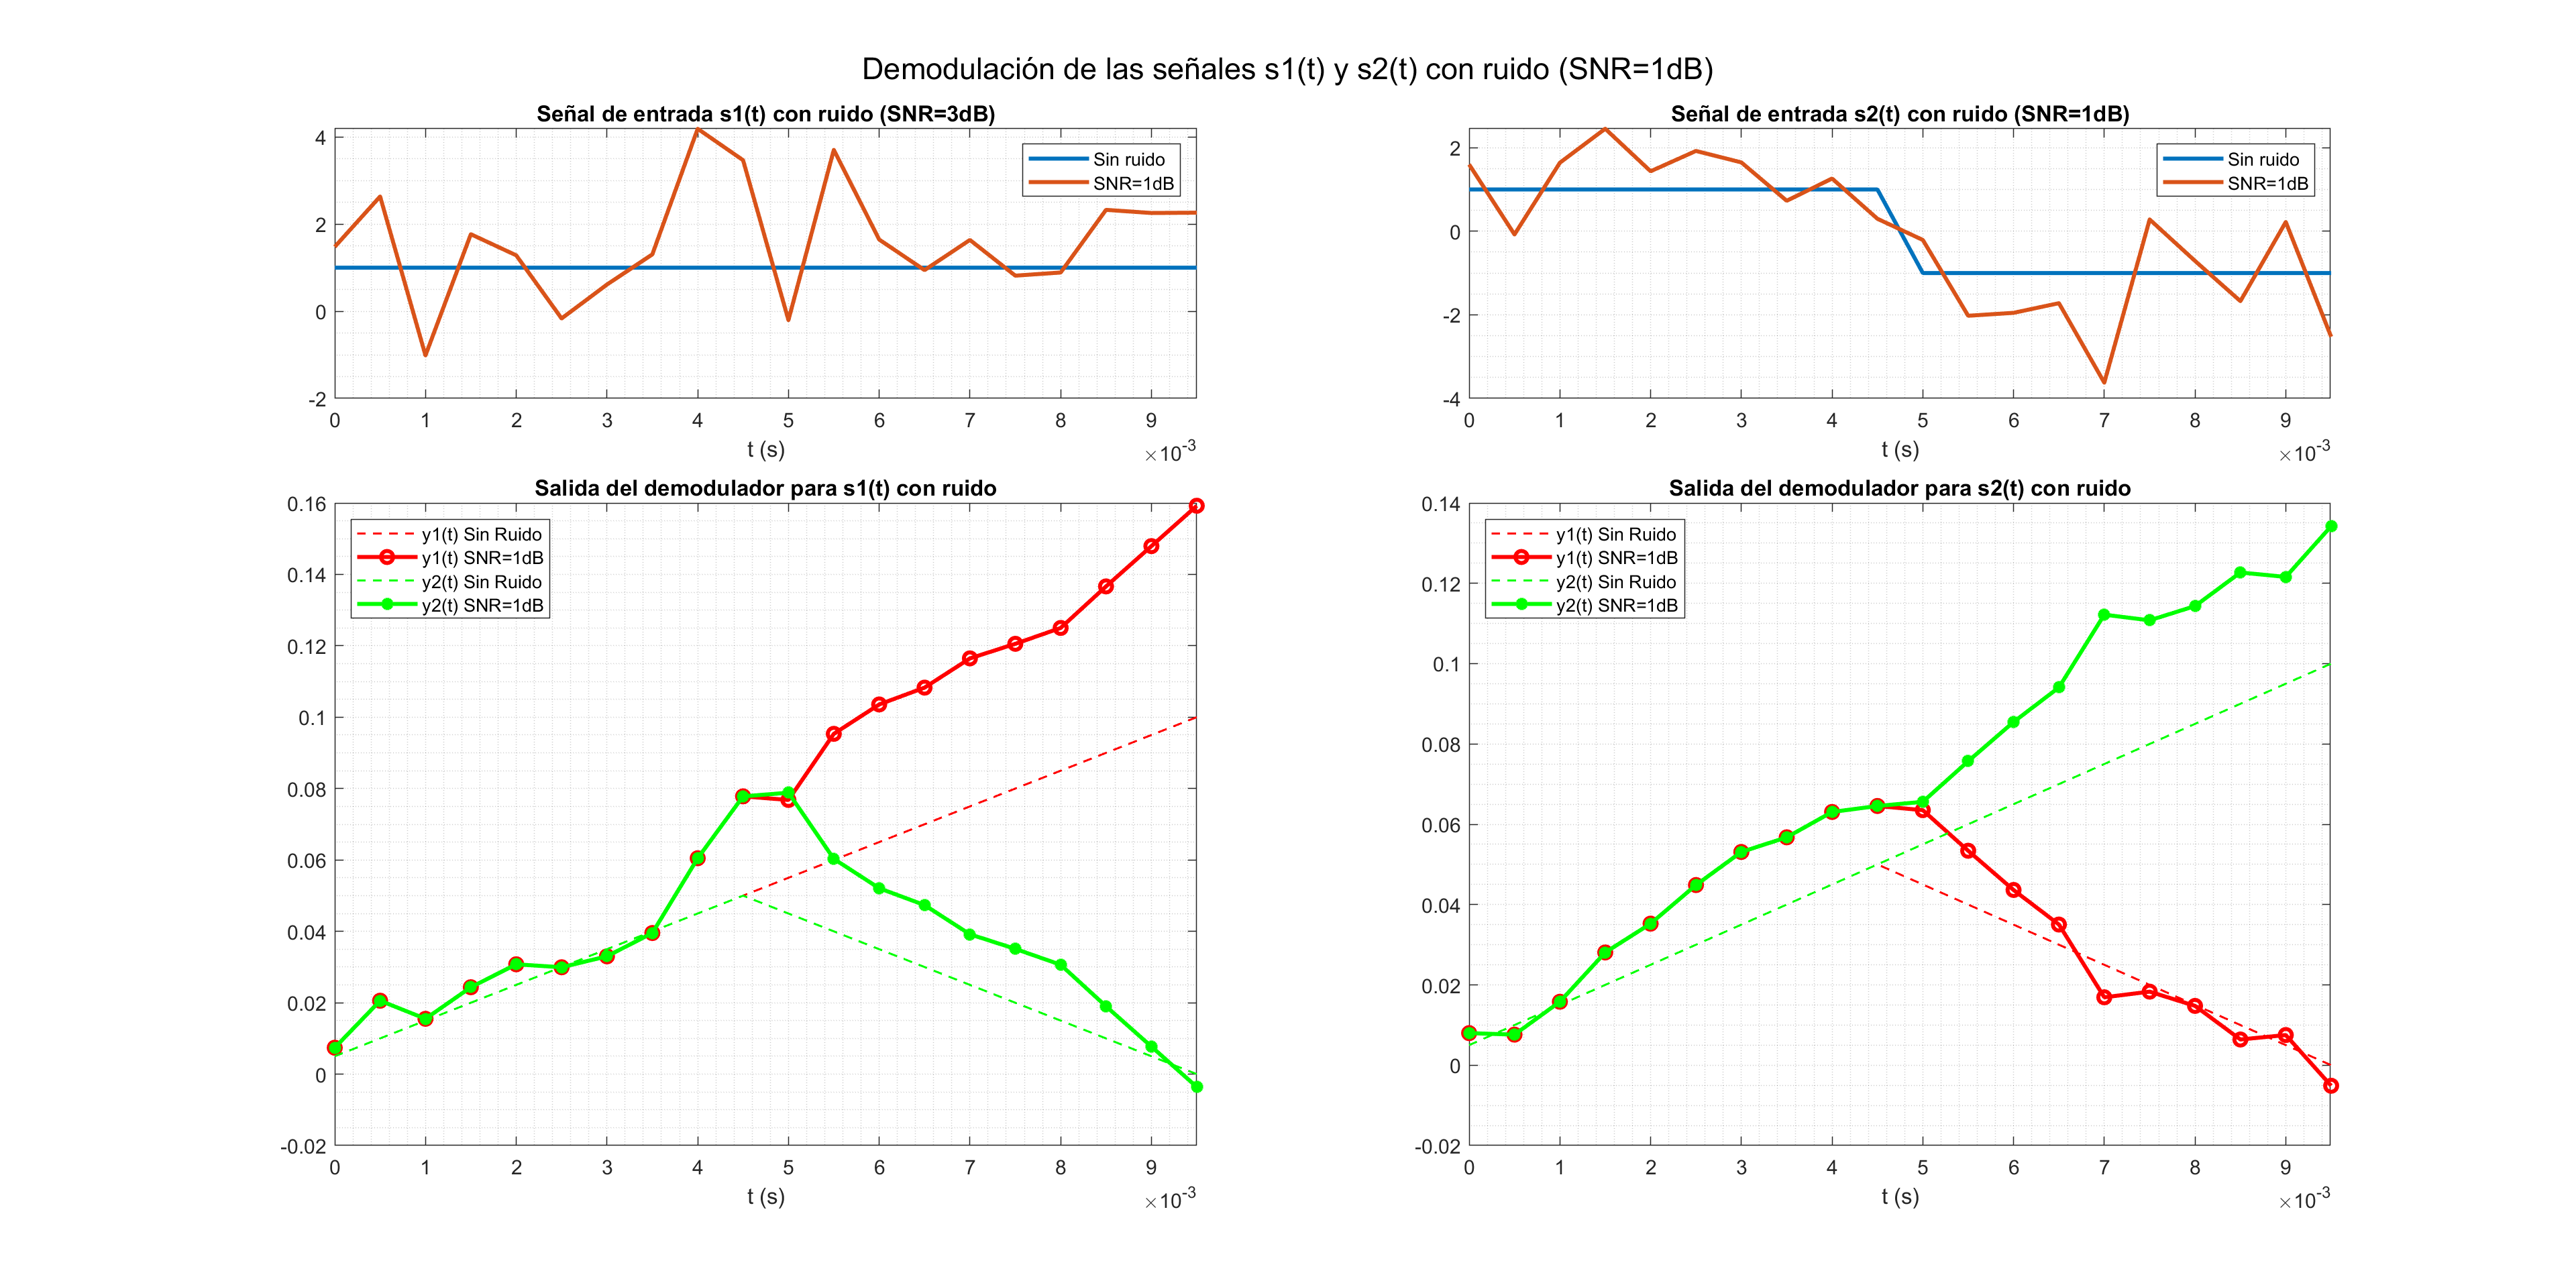 Demodulación de las señales s1(t) y s2(t) con ruido (SNR=1dB)
Señal de entrada s1(t) con ruido (SNR=3dB)
4
2
0
-2
Sin ruido
SNR=1dB
0 1 2 3 4 5 6 7 8 9
t (s)
×10-3
Señal de entrada s2(t) con ruido (SNR=1dB)
2
0
-2
-4
Sin ruido
SNR=1dB
0 1 2 3 4 5 6 7 8 9
t (s)
×10-3
Salida del demodulador para s1(t) con ruido
0.16
0.14
0.12
0.1
0.08
0.06
0.04
0.02
0
-0.02
y1(t) Sin Ruido
y1(t) SNR=1dB
y2(t) Sin Ruido
y2(t) SNR=1dB
0 1 2 3 4 5 6 7 8 9
t (s)
×10-3
Salida del demodulador para s2(t) con ruido
0.14
0.12
0.1
0.08
0.06
0.04
0.02
0
-0.02
y1(t) Sin Ruido
y1(t) SNR=1dB
y2(t) Sin Ruido
y2(t) SNR=1dB
0 1 2 3 4 5 6 7 8 9
t (s)
×10-3